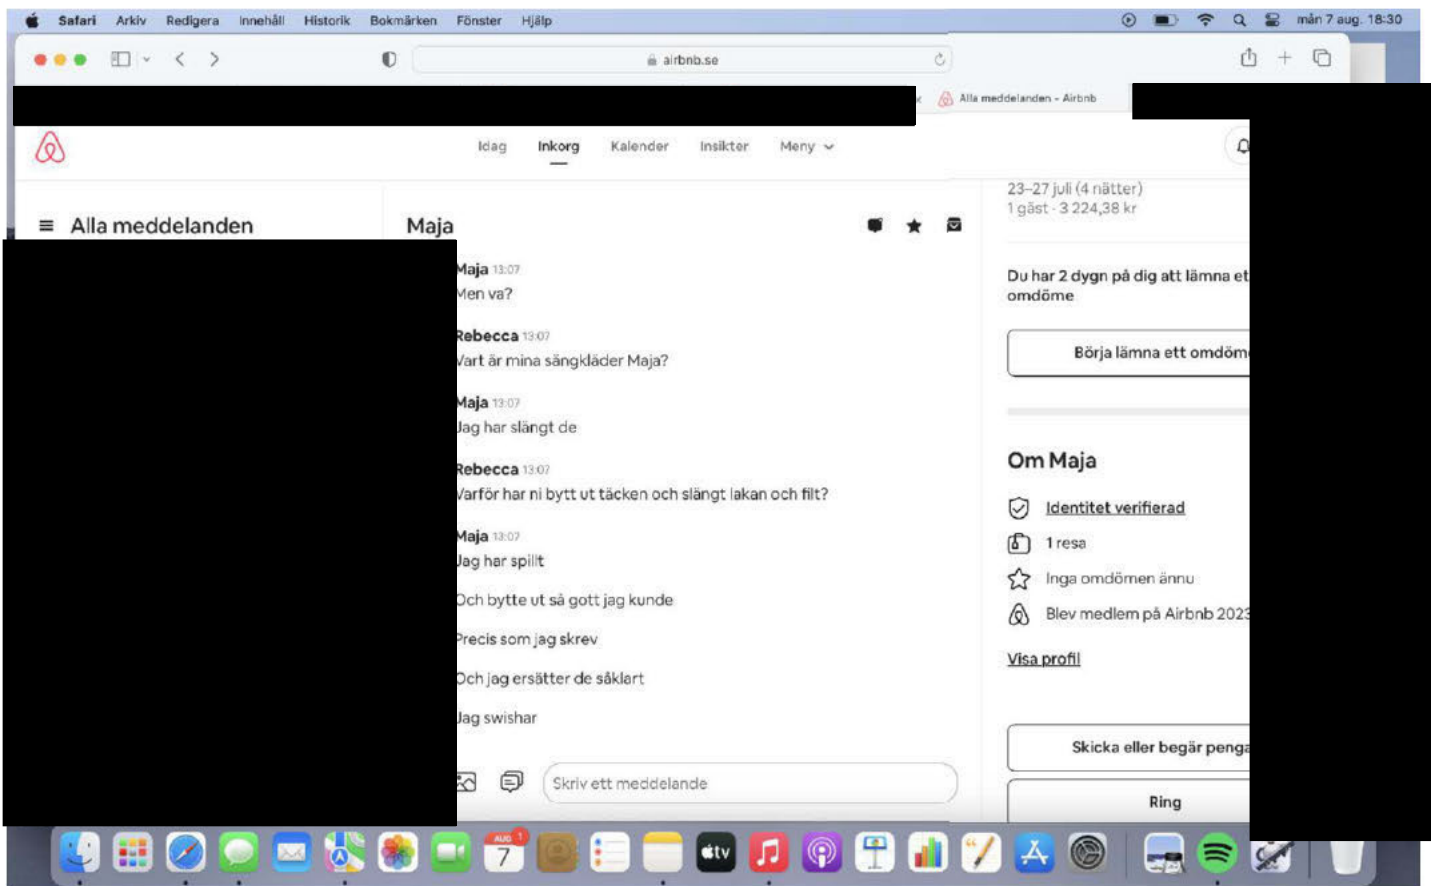 Safari Arkiv Redigera Innehåll Historik Bokmärken Fönster Hjälp mån 7 aug. 18:30
airbnb.se
Alla meddelanden – Airbnb
Idag Inkorg Kalender Insikter Meny
Alla meddelanden
Maja
Maja 13:07
Men va?
Rebecca 13:07
Vart är mina sängkläder Maja?
Maja 13:07
Jag har slängt de
Rebecca 13:07
Varför har ni bytt ut täcken och slängt lakan och filt?
Maja 13:07
Jag har spillt
Och bytte ut så gott jag kunde
Precis som jag skrev
Och jag ersätter de såklart
Jag swishar
Skriv ett meddelande
23–27 juli (4 nätter)
1 gäst · 3 224,38 kr
Du har 2 dygn på dig att lämna et
omdöme
Börja lämna ett omdöm
Om Maja
Identitet verifierad
1 resa
Inga omdömen ännu
Blev medlem på Airbnb 2023
Visa profil
Skicka eller begär penga
Ring
AUG 1
7
tv